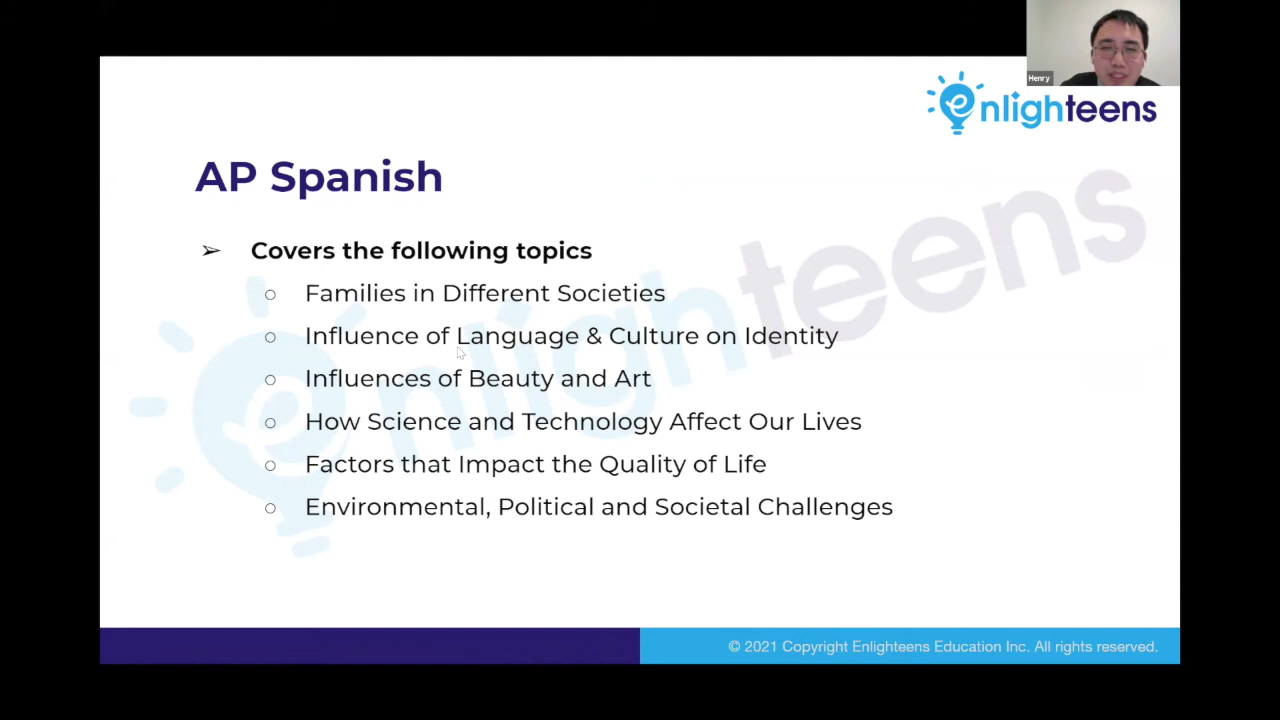 Henry
enlighteens
AP Spanish
➢ Covers the following topics
○ Families in Different Societies
○ Influence of Language & Culture on Identity
○ Influences of Beauty and Art
○ How Science and Technology Affect Our Lives
○ Factors that Impact the Quality of Life
○ Environmental, Political and Societal Challenges
enlighteens
© 2021 Copyright Enlighteens Education Inc. All rights reserved.